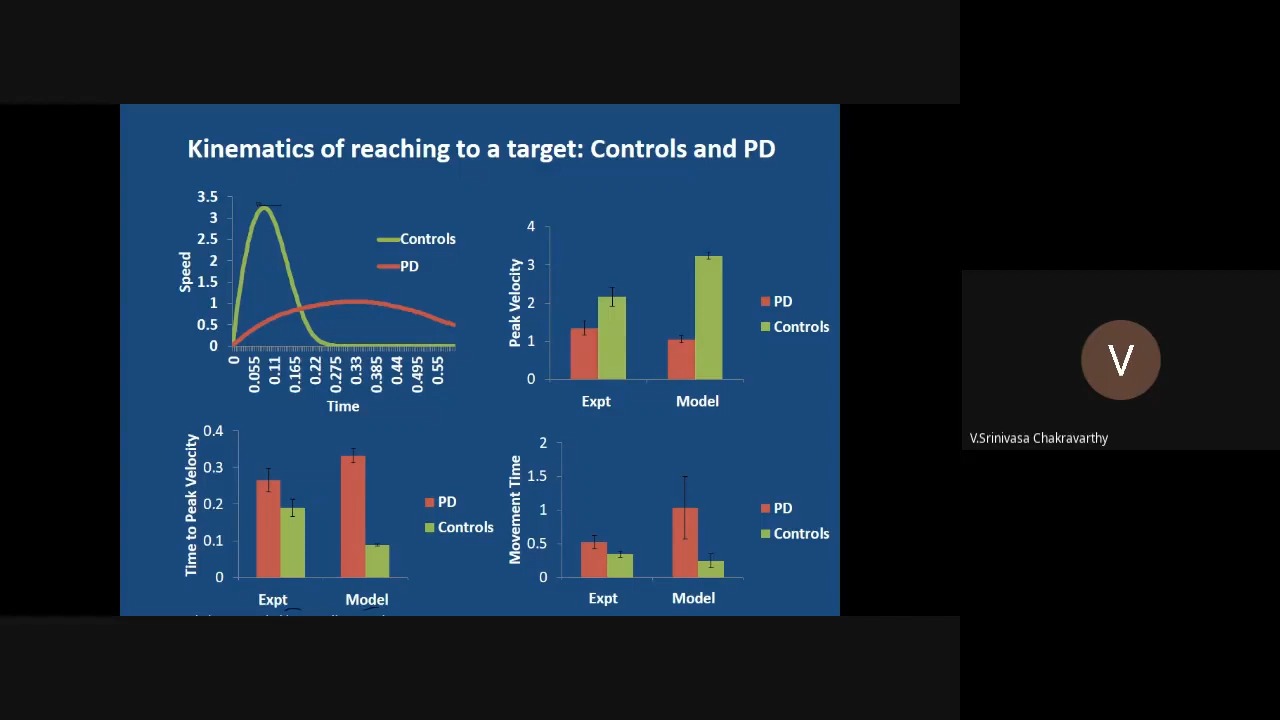 Kinematics of reaching to a target: Controls and PD
3.5
3
2.5
2
1.5
1
0.5
0
Speed
Controls
PD
0
0.055
0.11
0.165
0.22
0.275
0.33
0.385
0.44
0.495
0.55
Time
4
3
2
1
0
Peak Velocity
PD
Controls
Expt
Model
0.4
0.3
0.2
0.1
0
Time to Peak Velocity
PD
Controls
Expt
Model
2
1.5
1
0.5
0
Movement Time
PD
Controls
Expt
Model
V
V.Srinivasa Chakravarthy